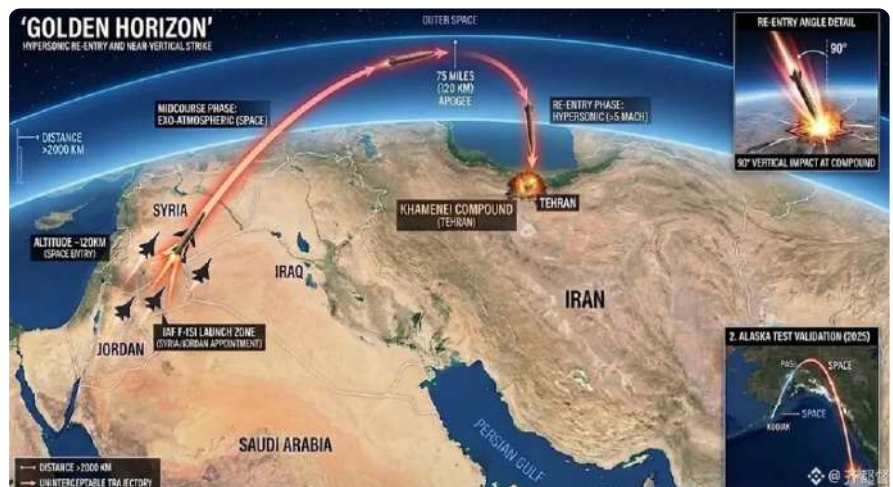 'GOLDEN HORIZON'
HYPERSONIC RE-ENTRY AND NEAR-VERTICAL STRIKE
OUTER SPACE
RE-ENTRY ANGLE DETAIL
90°
75 MILES
(120 KM)
APOGEE
MIDCOURSE PHASE:
EXO-ATMOSPHERIC (SPACE)
RE-ENTRY PHASE:
HYPERSONIC (>5 MACH)
DISTANCE
>2000 KM
90° VERTICAL IMPACT AT COMPOUND
SYRIA
KHAMENEI COMPOUND
(TEHRAN)
TEHRAN
ALTITUDE ~120KM
(SPACE ENTRY)
IRAQ
IRAN
IAF F-15I LAUNCH ZONE
(SYRIA/JORDAN APPOINTMENT)
JORDAN
2. ALASKA TEST VALIDATION (2025)
SPACE
SPACE
KODIAK
SAUDI ARABIA
PERSIAN GULF
DISTANCE >2000 KM
UNINTERCEPTABLE TRAJECTORY
@